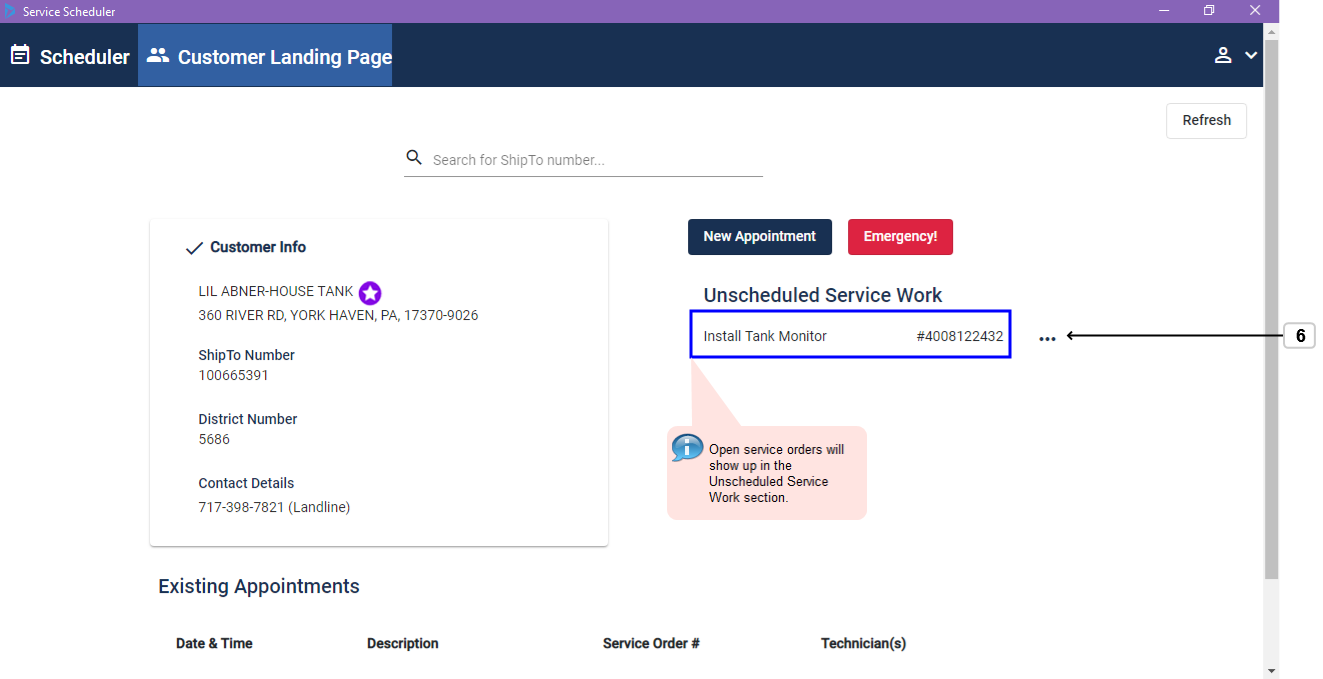 Service Scheduler
Scheduler
Customer Landing Page
Refresh
Search for ShipTo number...
Customer Info
LIL ABNER-HOUSE TANK
360 RIVER RD, YORK HAVEN, PA, 17370-9026
ShipTo Number
100665391
District Number
5686
Contact Details
717-398-7821 (Landline)
New Appointment
Emergency!
Unscheduled Service Work
Install Tank Monitor #4008122432
6
Open service orders will
show up in the
Unscheduled Service
Work section.
Existing Appointments
Date & Time Description Service Order # Technician(s)